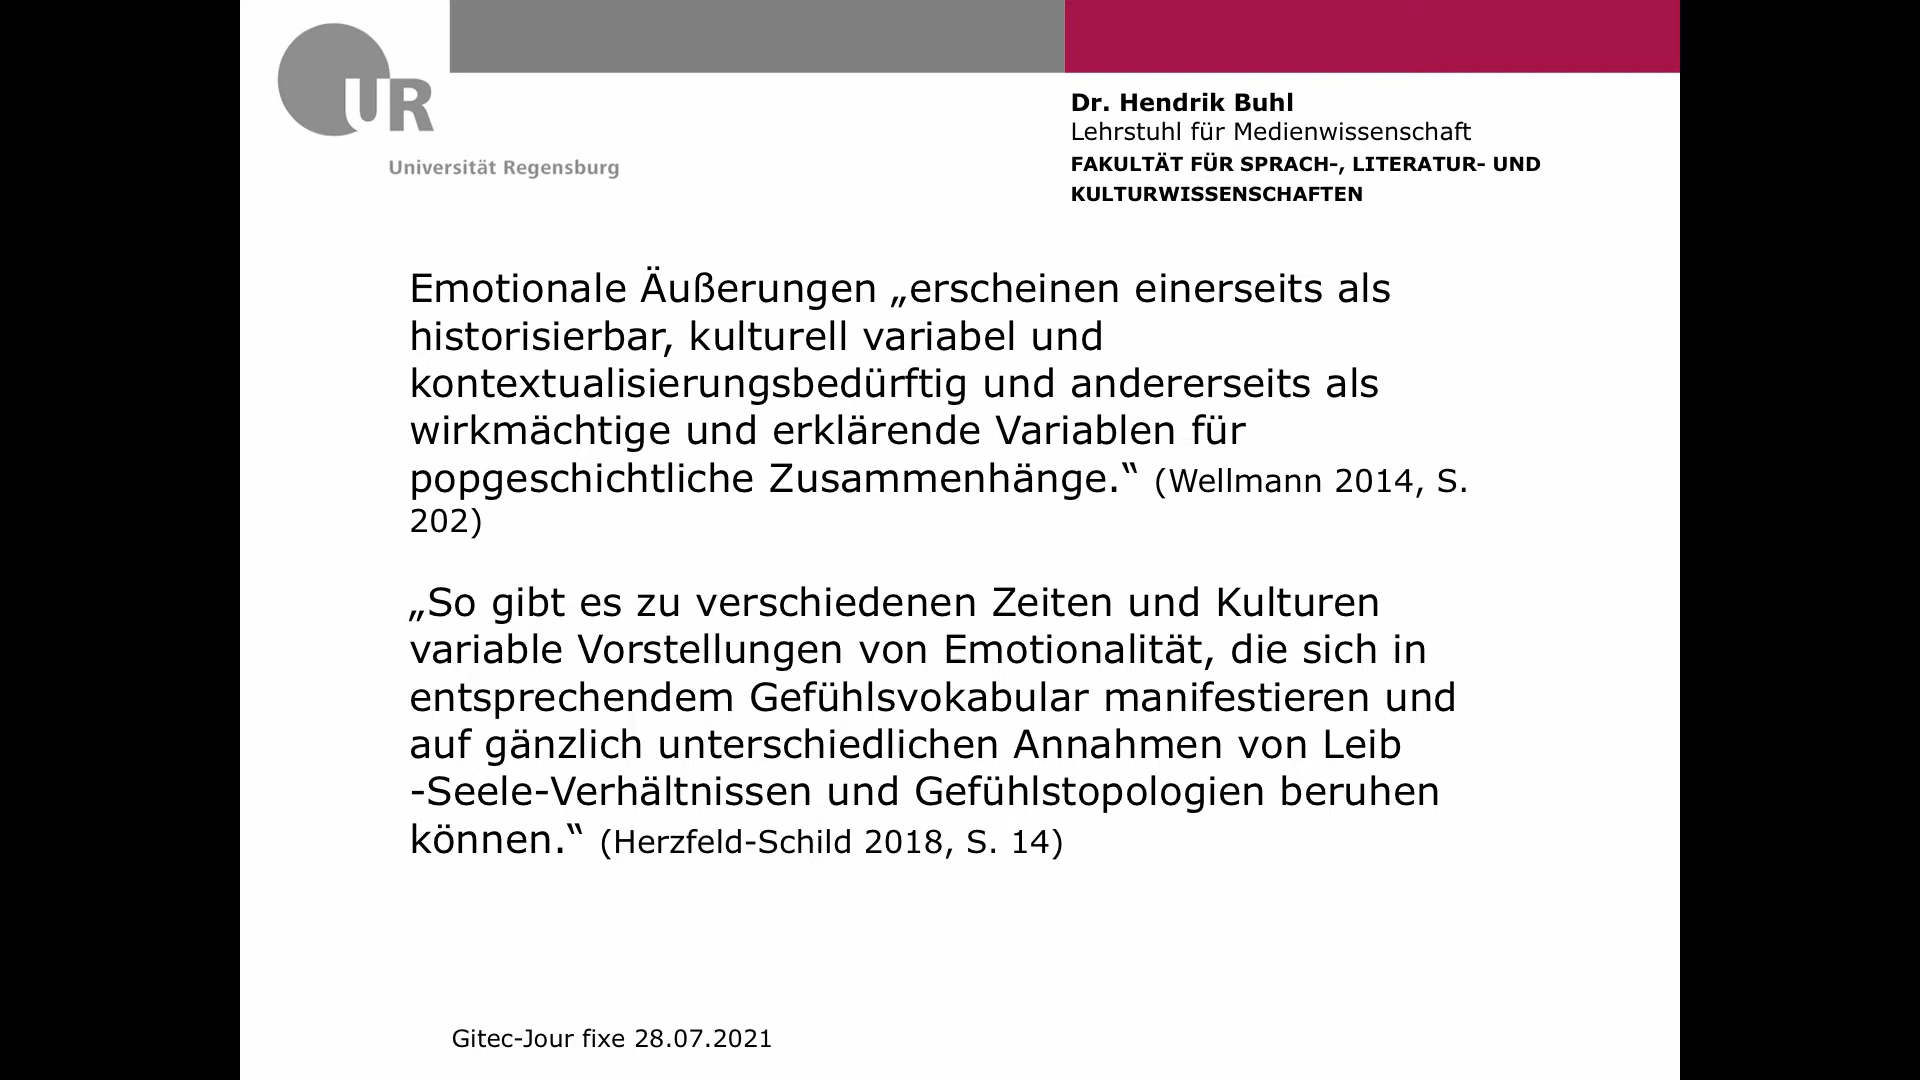 UR
Universität Regensburg
Dr. Hendrik Buhl
Lehrstuhl für Medienwissenschaft
FAKULTÄT FÜR SPRACH-, LITERATUR- UND
KULTURWISSENSCHAFTEN
Emotionale Äußerungen „erscheinen einerseits als
historisierbar, kulturell variabel und
kontextualisierungsbedürftig und andererseits als
wirkmächtige und erklärende Variablen für
popgeschichtliche Zusammenhänge.“ (Wellmann 2014, S.
202)
„So gibt es zu verschiedenen Zeiten und Kulturen
variable Vorstellungen von Emotionalität, die sich in
entsprechendem Gefühlsvokabular manifestieren und
auf gänzlich unterschiedlichen Annahmen von Leib
-Seele-Verhältnissen und Gefühlstopologien beruhen
können.“ (Herzfeld-Schild 2018, S. 14)
Gitec-Jour fixe 28.07.2021